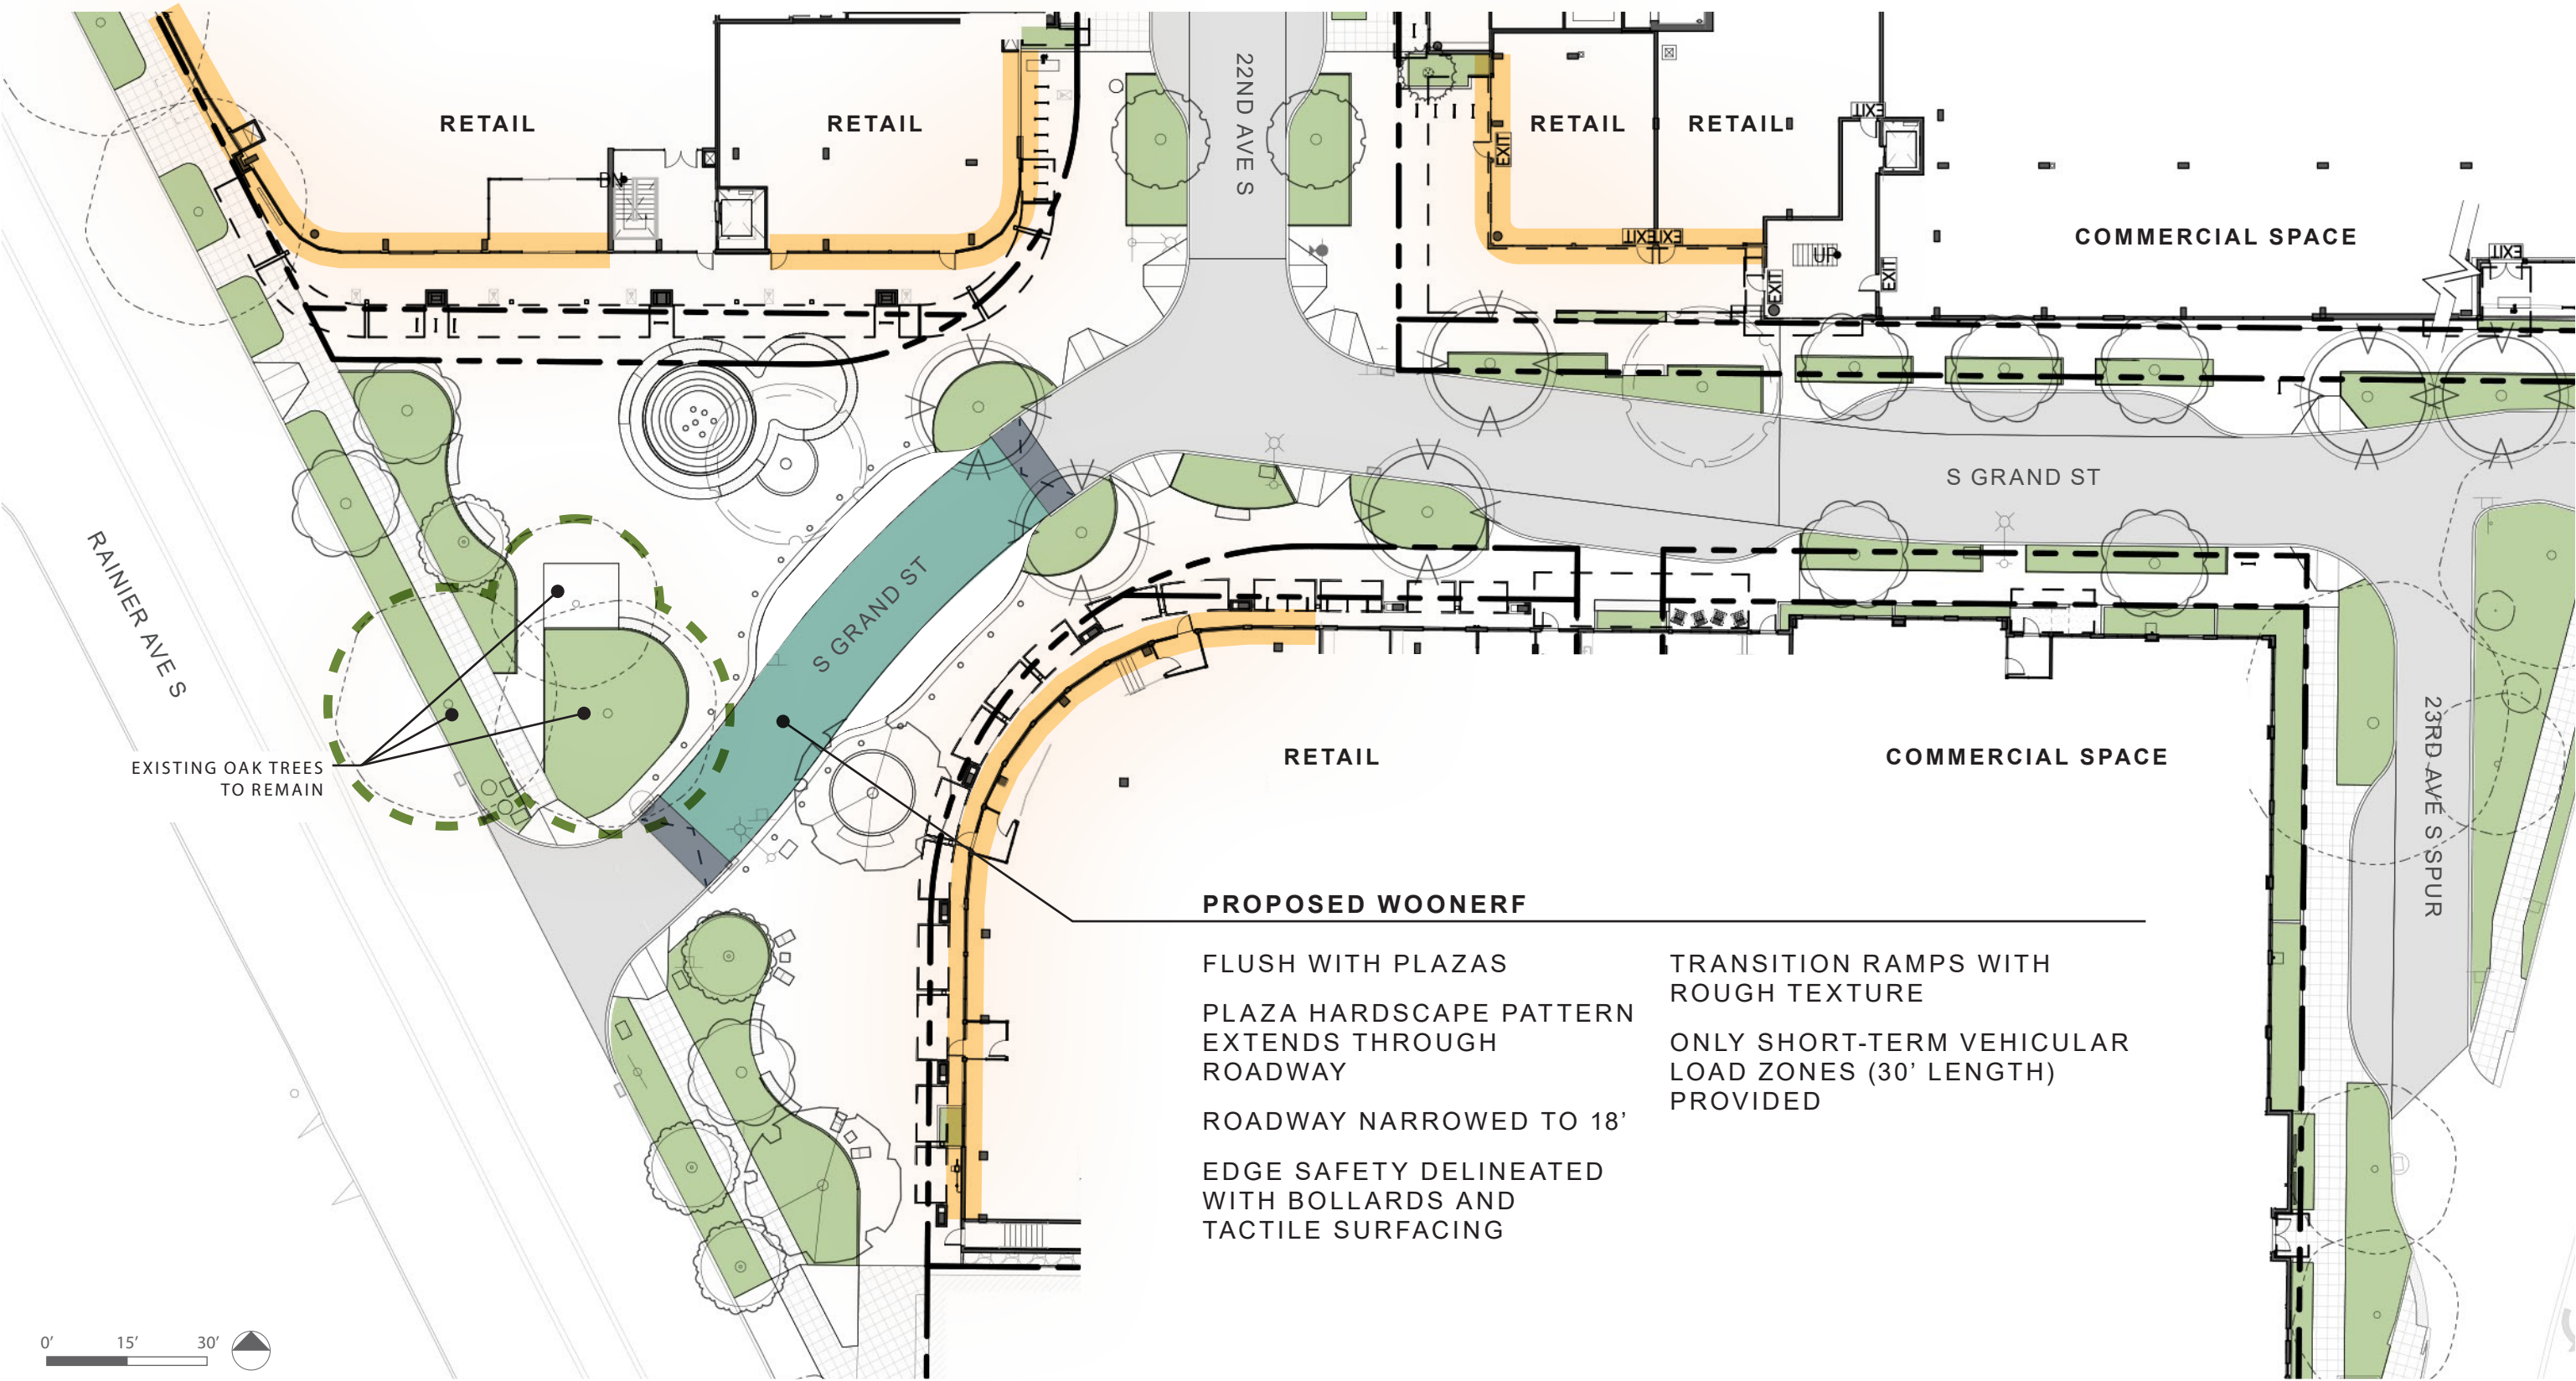 22ND AVE S
RETAIL
RETAIL
RETAIL
RETAIL
EXIT
EXIT
EXIT
EXIT
COMMERCIAL SPACE
EXIT
UP
EXIT
EXIT
S GRAND ST
S GRAND ST
RAINIER AVE S
EXISTING OAK TREES
TO REMAIN
RETAIL
COMMERCIAL SPACE
23RD AVE S SPUR
PROPOSED WOONERF
FLUSH WITH PLAZAS
PLAZA HARDSCAPE PATTERN
EXTENDS THROUGH
ROADWAY
ROADWAY NARROWED TO 18’
EDGE SAFETY DELINEATED
WITH BOLLARDS AND
TACTILE SURFACING
TRANSITION RAMPS WITH
ROUGH TEXTURE
ONLY SHORT-TERM VEHICULAR
LOAD ZONES (30’ LENGTH)
PROVIDED
0’ 15’ 30’